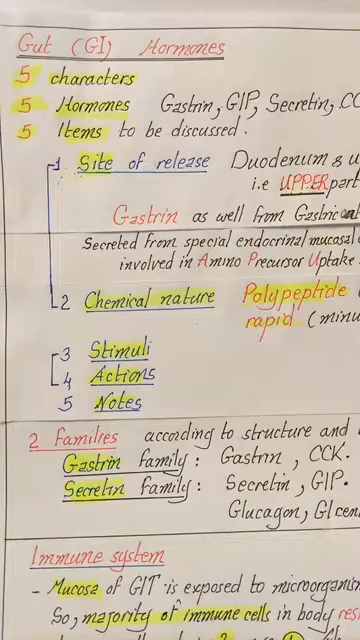 Gut (GI) Hormones
5 characters
5 Hormones Gastrin, GIP, Secretin, CC
5 Items to be discussed.
1 Site of release Duodenum & u
i.e UPPER part
Gastrin as well from Gastric
Secreted from special endocrinal mucosal
involved in Amino Precursor Uptake
2 Chemical nature Polypeptide
rapid (minu
3 Stimuli
4 Actions
5 Notes
2 Families according to structure and
Gastrin family: Gastrin, CCK.
Secretin family: Secretin, GIP.
Glucagon, Glicen
Immune system
- Mucosa of GIT is exposed to microorganism
So, majority of immune cells in body res